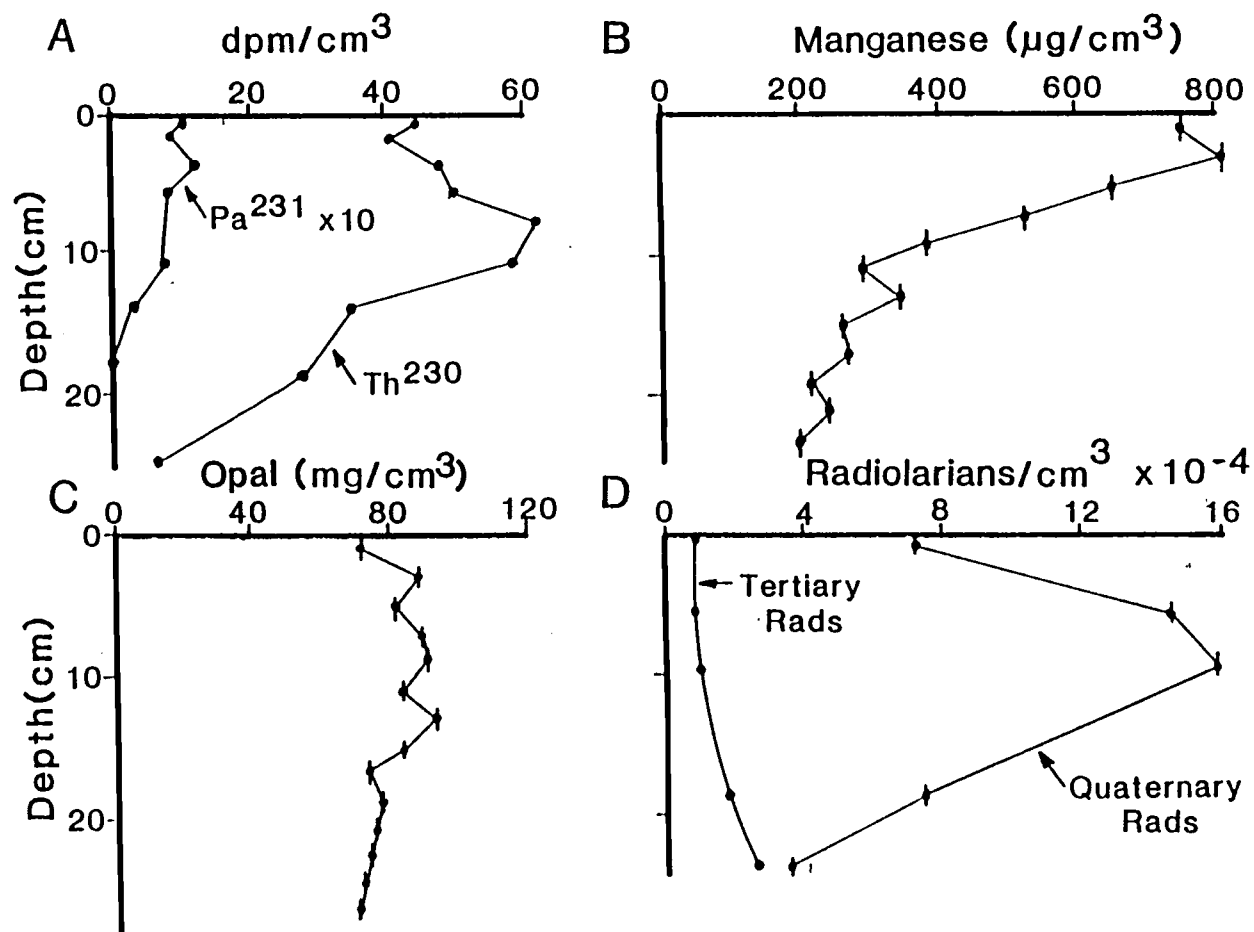 A
dpm/cm³
0 20 40 60
0
10
20
Depth(cm)
Pa²³¹ x10
Th²³⁰
B
Manganese (µg/cm³)
0 200 400 600 800
C
Opal (mg/cm³)
0 40 80 120
0
10
20
Depth(cm)
D
Radiolarians/cm³ x10⁻⁴
0 4 8 12 16
Tertiary
Rads
Quaternary
Rads